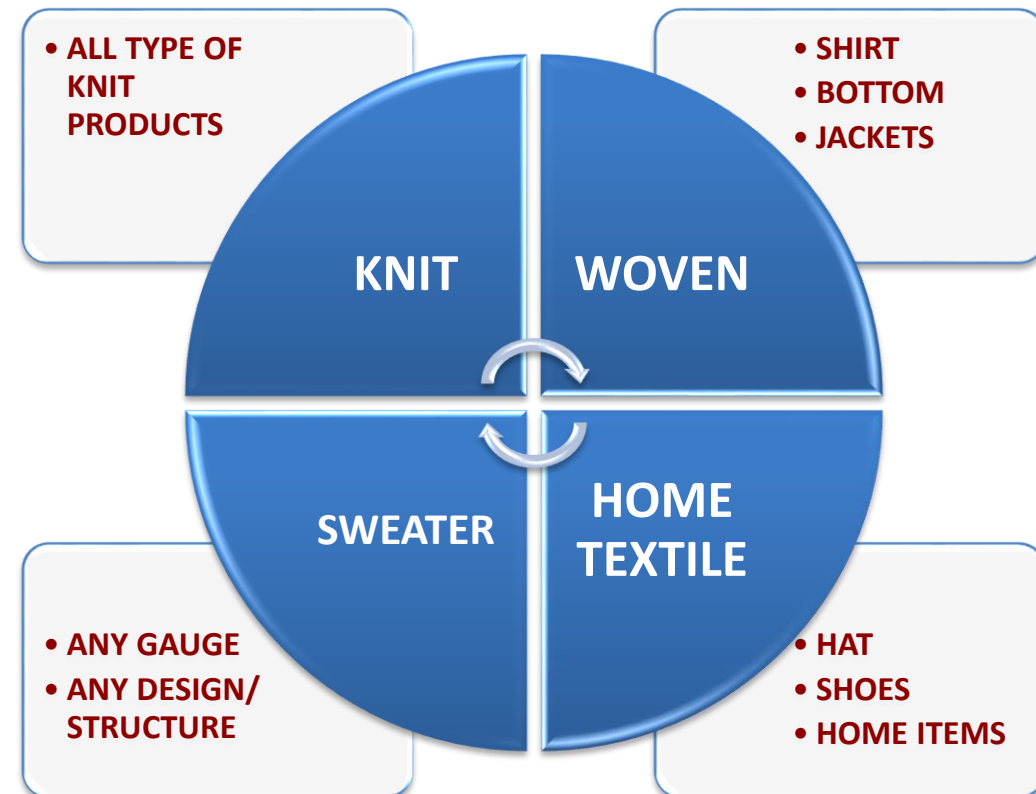 • ALL TYPE OF
KNIT
PRODUCTS
• SHIRT
• BOTTOM
• JACKETS
KNIT
WOVEN
SWEATER
HOME
TEXTILE
• ANY GAUGE
• ANY DESIGN/
STRUCTURE
• HAT
• SHOES
• HOME ITEMS